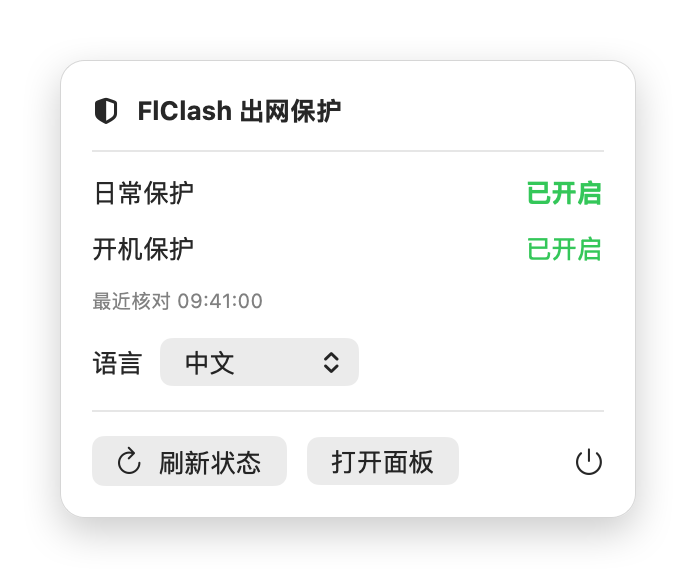 FlClash 出网保护
日常保护 已开启
开机保护 已开启
最近核对 09:41:00
语言 中文
刷新状态 打开面板